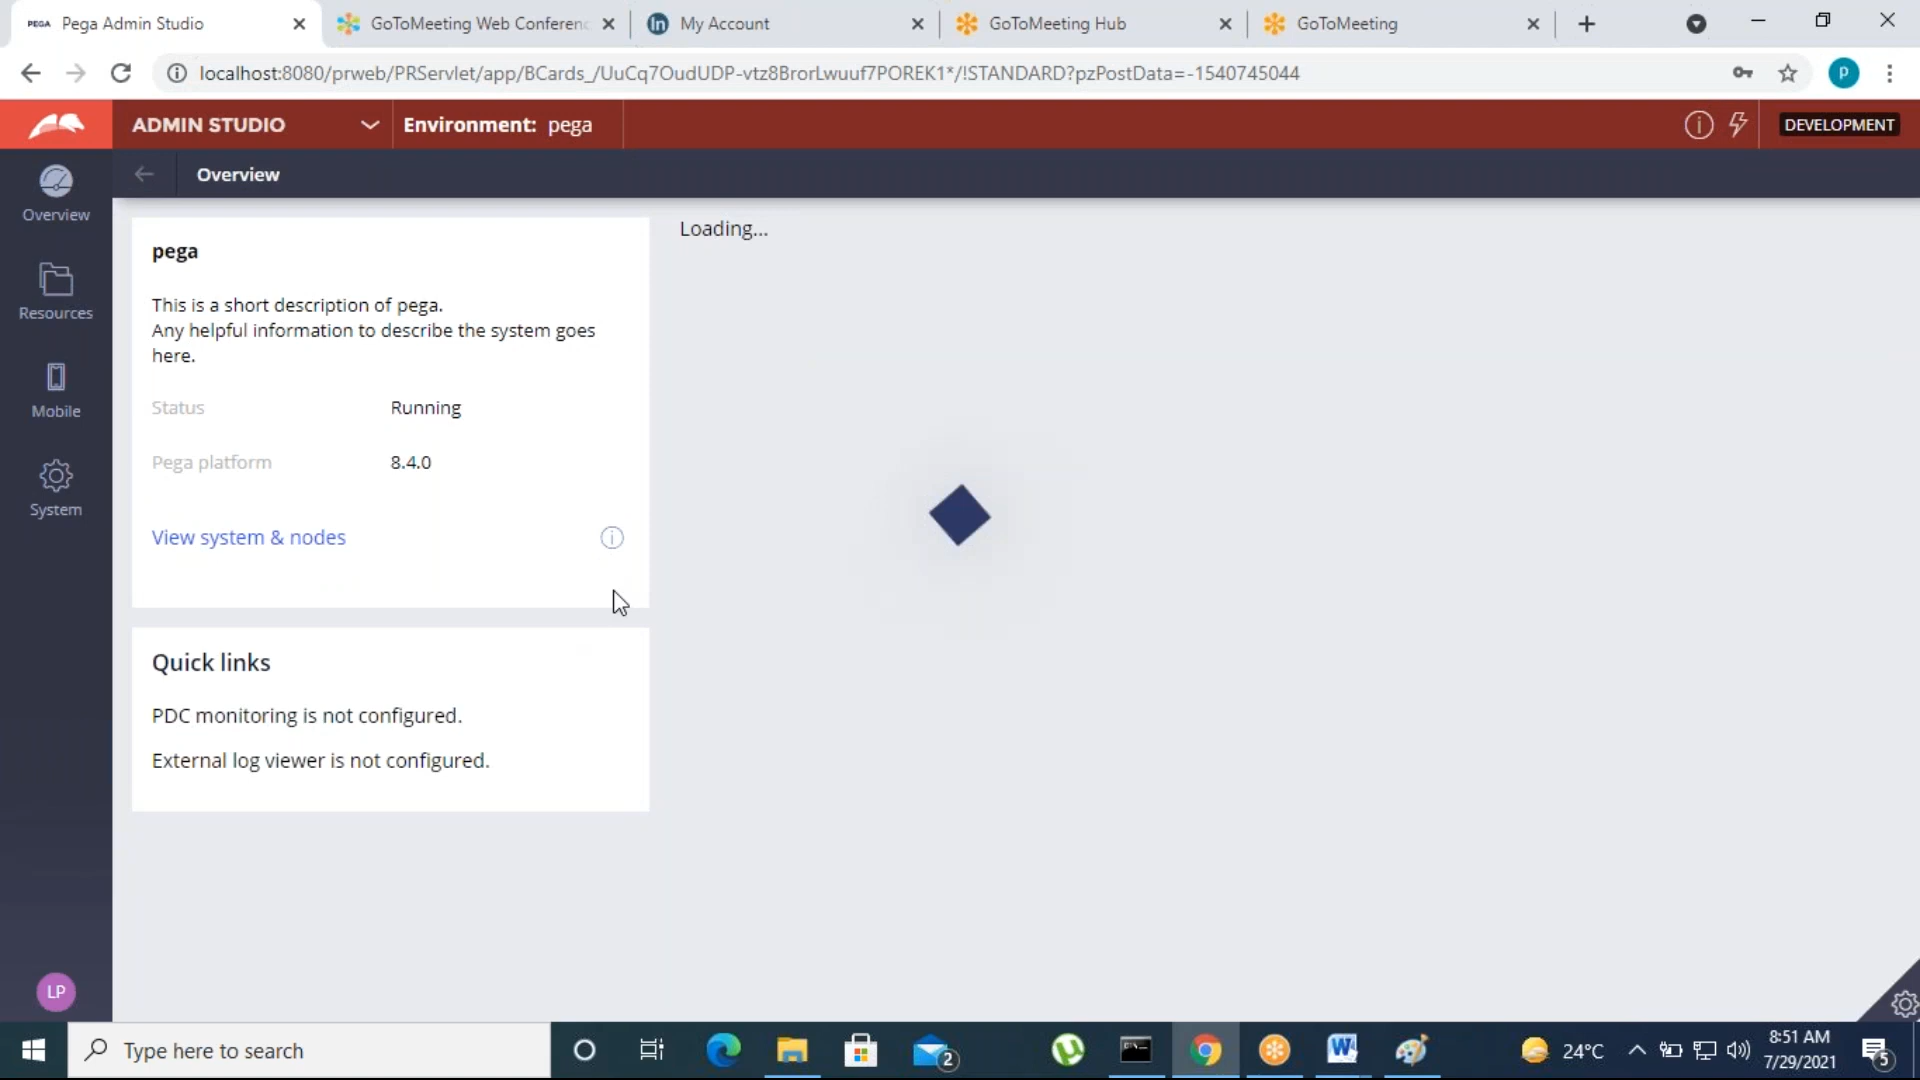 PEGA Pega Admin Studio
GoToMeeting Web Conferenc
My Account
GoToMeeting Hub
GoToMeeting
localhost:8080/prweb/PRServlet/app/BCards_/UuCq7OudUDP-vtz8BrorLwuuf7POREK1*/!STANDARD?pzPostData=-1540745044
P
ADMIN STUDIO
Environment: pega
DEVELOPMENT
Overview
Overview
Resources
Mobile
System
LP
pega
This is a short description of pega.
Any helpful information to describe the system goes
here.
Status Running
Pega platform 8.4.0
View system & nodes
Quick links
PDC monitoring is not configured.
External log viewer is not configured.
Loading...
Type here to search
2
24°C
8:51 AM
7/29/2021
5